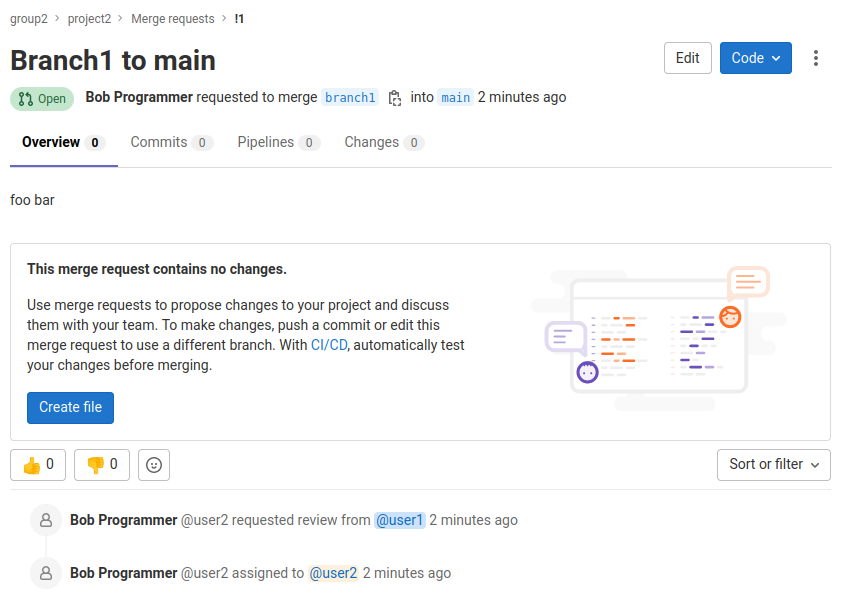 group2 > project2 > Merge requests > !1
Branch1 to main
Edit
Code
Open
Bob Programmer requested to merge branch1 into main 2 minutes ago
Overview 0 Commits 0 Pipelines 0 Changes 0
foo bar
This merge request contains no changes.
Use merge requests to propose changes to your project and discuss
them with your team. To make changes, push a commit or edit this
merge request to use a different branch. With CI/CD, automatically test
your changes before merging.
Create file
👍 0 👎 0
Sort or filter
Bob Programmer @user2 requested review from @user1 2 minutes ago
Bob Programmer @user2 assigned to @user2 2 minutes ago